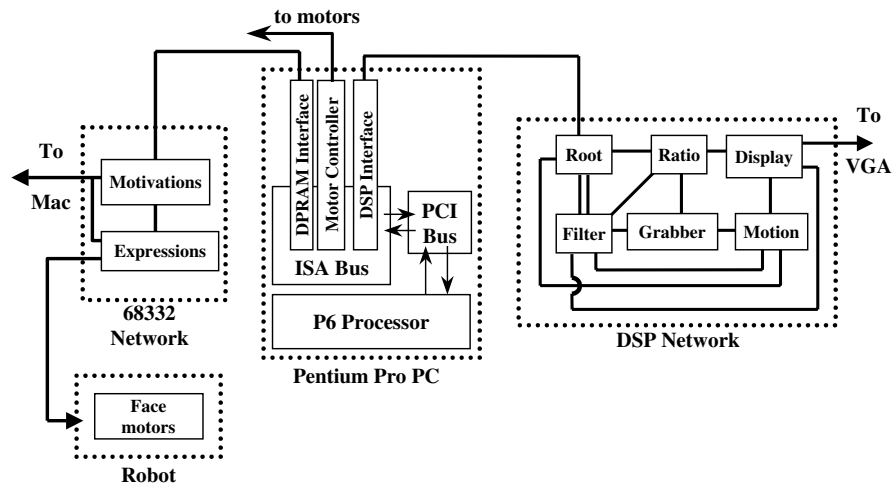 to motors
To
Mac
Motivations
Expressions
68332
Network
Face
motors
Robot
DPRAM Interface
Motor Controller
DSP Interface
ISA Bus
PCI
Bus
P6 Processor
Pentium Pro PC
Root
Ratio
Display
Filter
Grabber
Motion
DSP Network
To
VGA